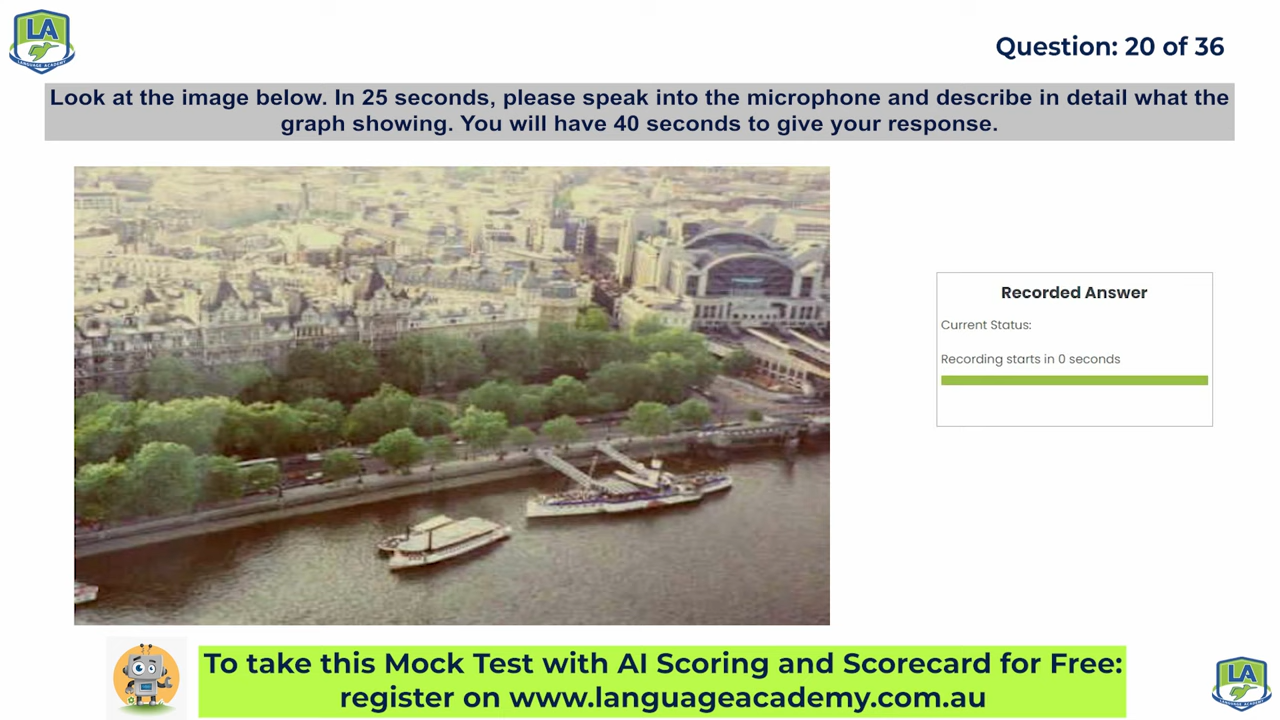 LA
LANGUAGE ACADEMY
Question: 20 of 36
Look at the image below. In 25 seconds, please speak into the microphone and describe in detail what the
graph showing. You will have 40 seconds to give your response.
Recorded Answer
Current Status:
Recording starts in 0 seconds
To take this Mock Test with AI Scoring and Scorecard for Free:
register on www.languageacademy.com.au
LA
LANGUAGE ACADEMY